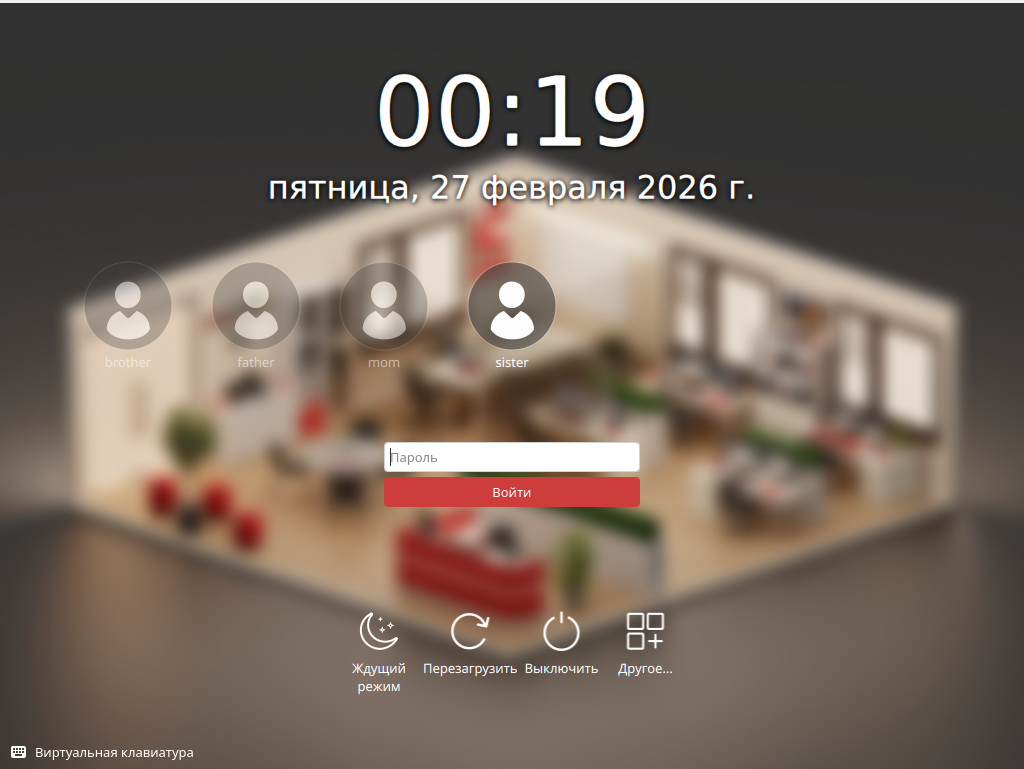 00:19
пятница, 27 февраля 2026 г.
brother
father
mom
sister
Пароль
Войти
Ждущий
режим
Перезагрузить
Выключить
Другое...
Виртуальная клавиатура